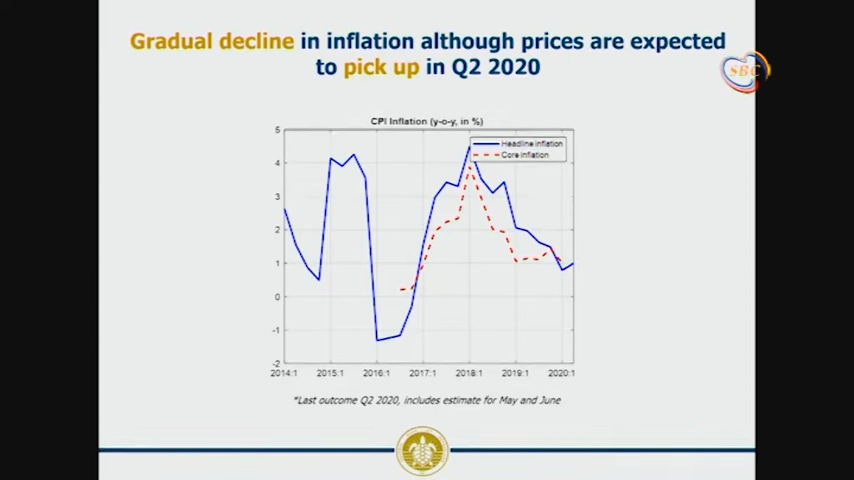 Gradual decline in inflation although prices are expected
to pick up in Q2 2020
SBC
CPI Inflation (y-o-y, in %)
Headline inflation
Core inflation
5
4
3
2
1
0
-1
-2
2014:1 2015:1 2016:1 2017:1 2018:1 2019:1 2020:1
*Last outcome Q2 2020, includes estimate for May and June